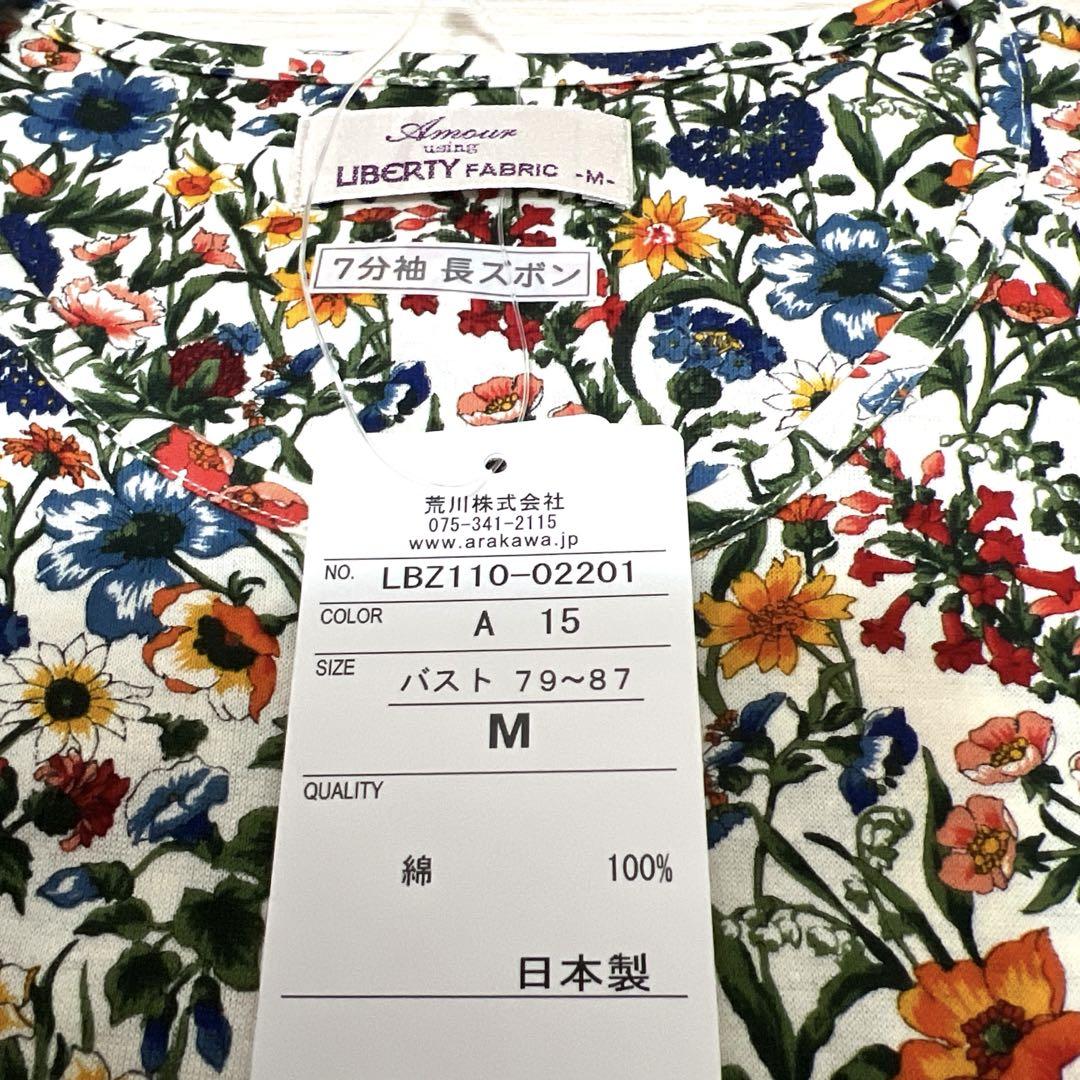 Amour
using
LIBERTY FABRIC -M-
7分袖 長ズボン
荒川株式会社
075-341-2115
www.arakawa.jp
NO. LBZ110-02201
COLOR A 15
SIZE バスト 79~87
M
QUALITY
綿 100%
日本製